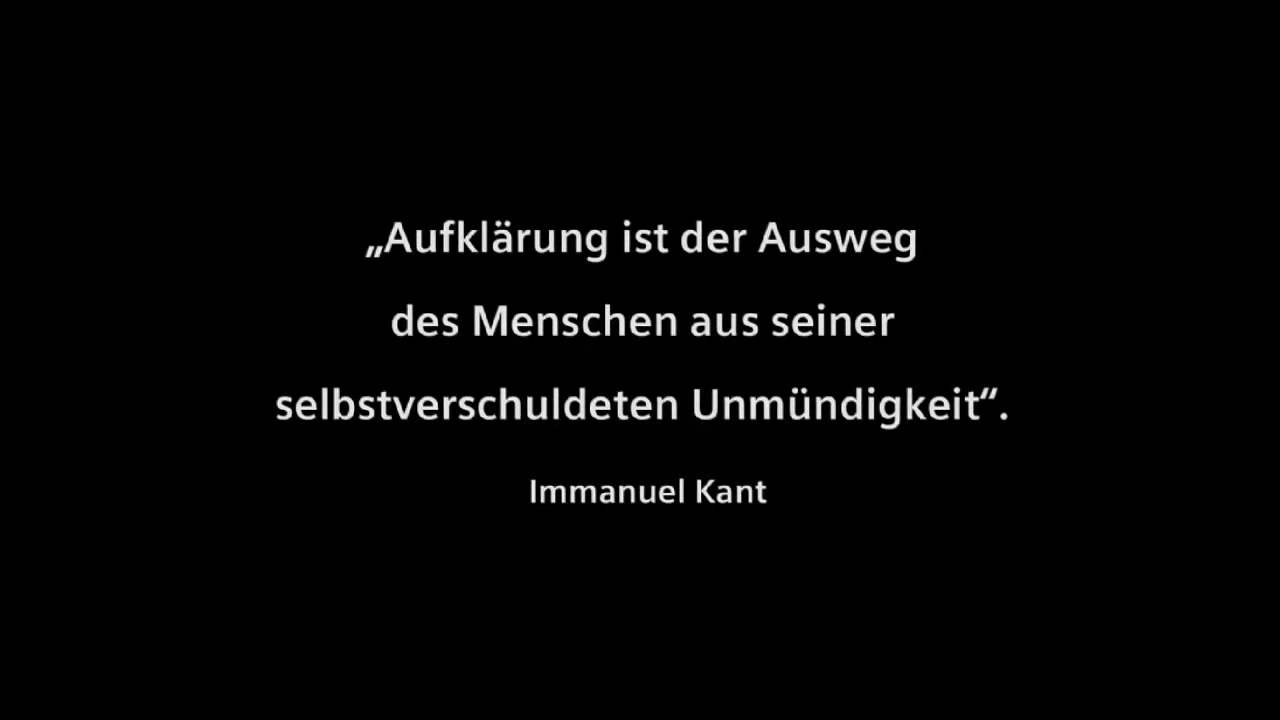 „Aufklärung ist der Ausweg
des Menschen aus seiner
selbstverschuldeten Unmündigkeit“.
Immanuel Kant